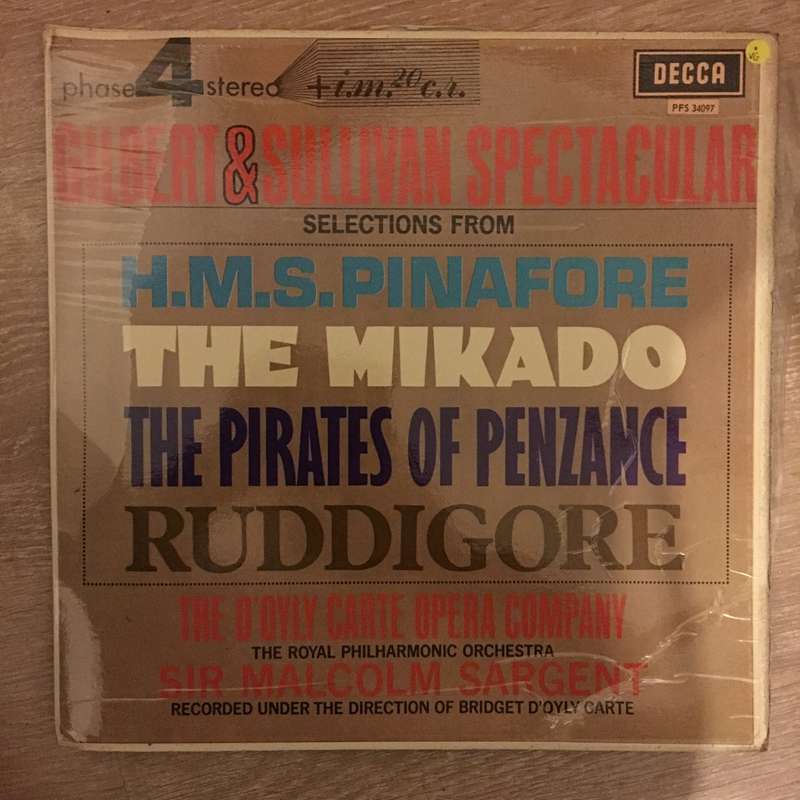 phase 4 stereo +i.m.20 c.r.
DECCA
VG
PFS 34097
GILBERT & SULLIVAN SPECTACULAR
SELECTIONS FROM
H.M.S. PINAFORE
THE MIKADO
THE PIRATES OF PENZANCE
RUDDIGORE
THE D'OYLY CARTE OPERA COMPANY
THE ROYAL PHILHARMONIC ORCHESTRA
SIR MALCOLM SARGENT
RECORDED UNDER THE DIRECTION OF BRIDGET D'OYLY CARTE